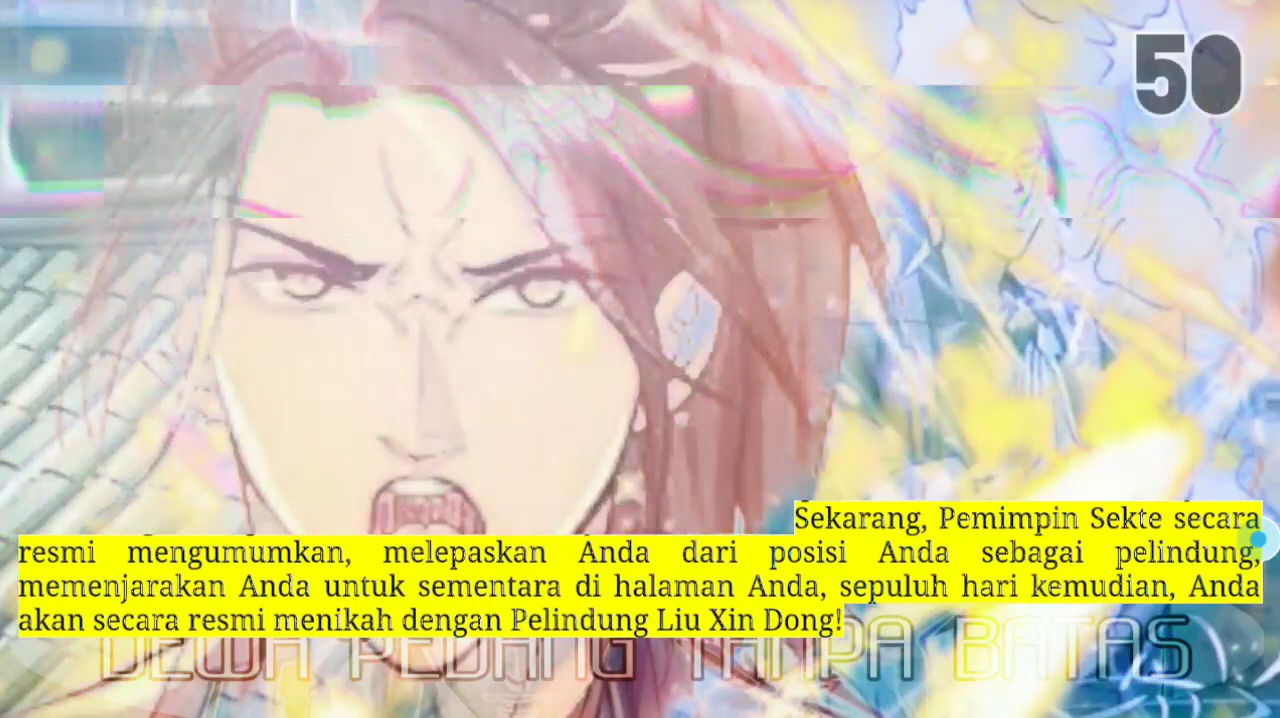 50
Sekarang, Pemimpin Sekte secara
resmi mengumumkan, melepaskan Anda dari posisi Anda sebagai pelindung,
memenjarakan Anda untuk sementara di halaman Anda, sepuluh hari kemudian, Anda
akan secara resmi menikah dengan Pelindung Liu Xin Dong!
DEWA PEDANG TANPA BATAS